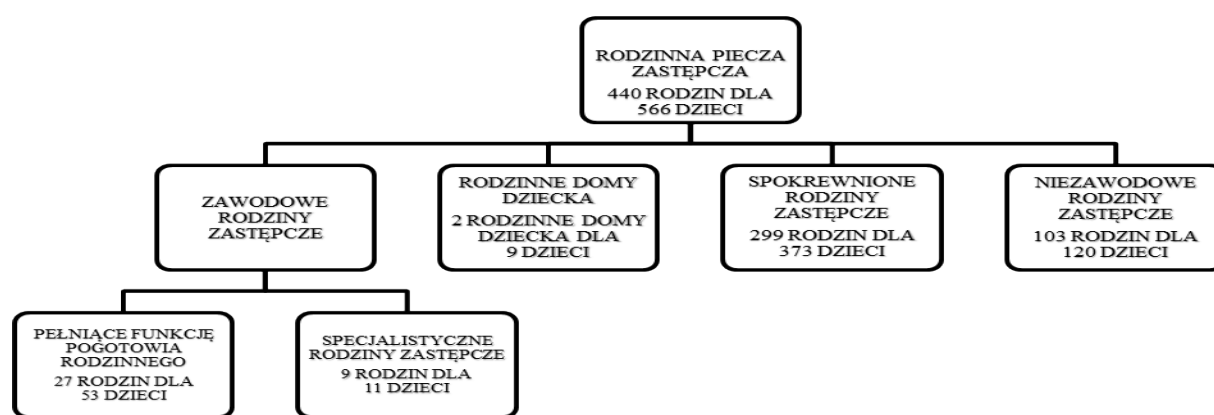 RODZINNA PIECZA
ZASTĘPCZA
440 RODZIN DLA
566 DZIECI
ZAWODOWE
RODZINY
ZASTĘPCZE
RODZINNE DOMY
DZIECKA
2 RODZINNE DOMY
DZIECKA DLA
9 DZIECI
SPOKREWNIONE
RODZINY
ZASTĘPCZE
299 RODZIN DLA
373 DZIECI
NIEZAWODOWE
RODZINY
ZASTĘPCZE
103 RODZIN DLA
120 DZIECI
PEŁNIĄCE FUNKCJĘ
POGOTOWIA
RODZINNEGO
27 RODZIN DLA
53 DZIECI
SPECJALISTYCZNE
RODZINY ZASTĘPCZE
9 RODZIN DLA
11 DZIECI